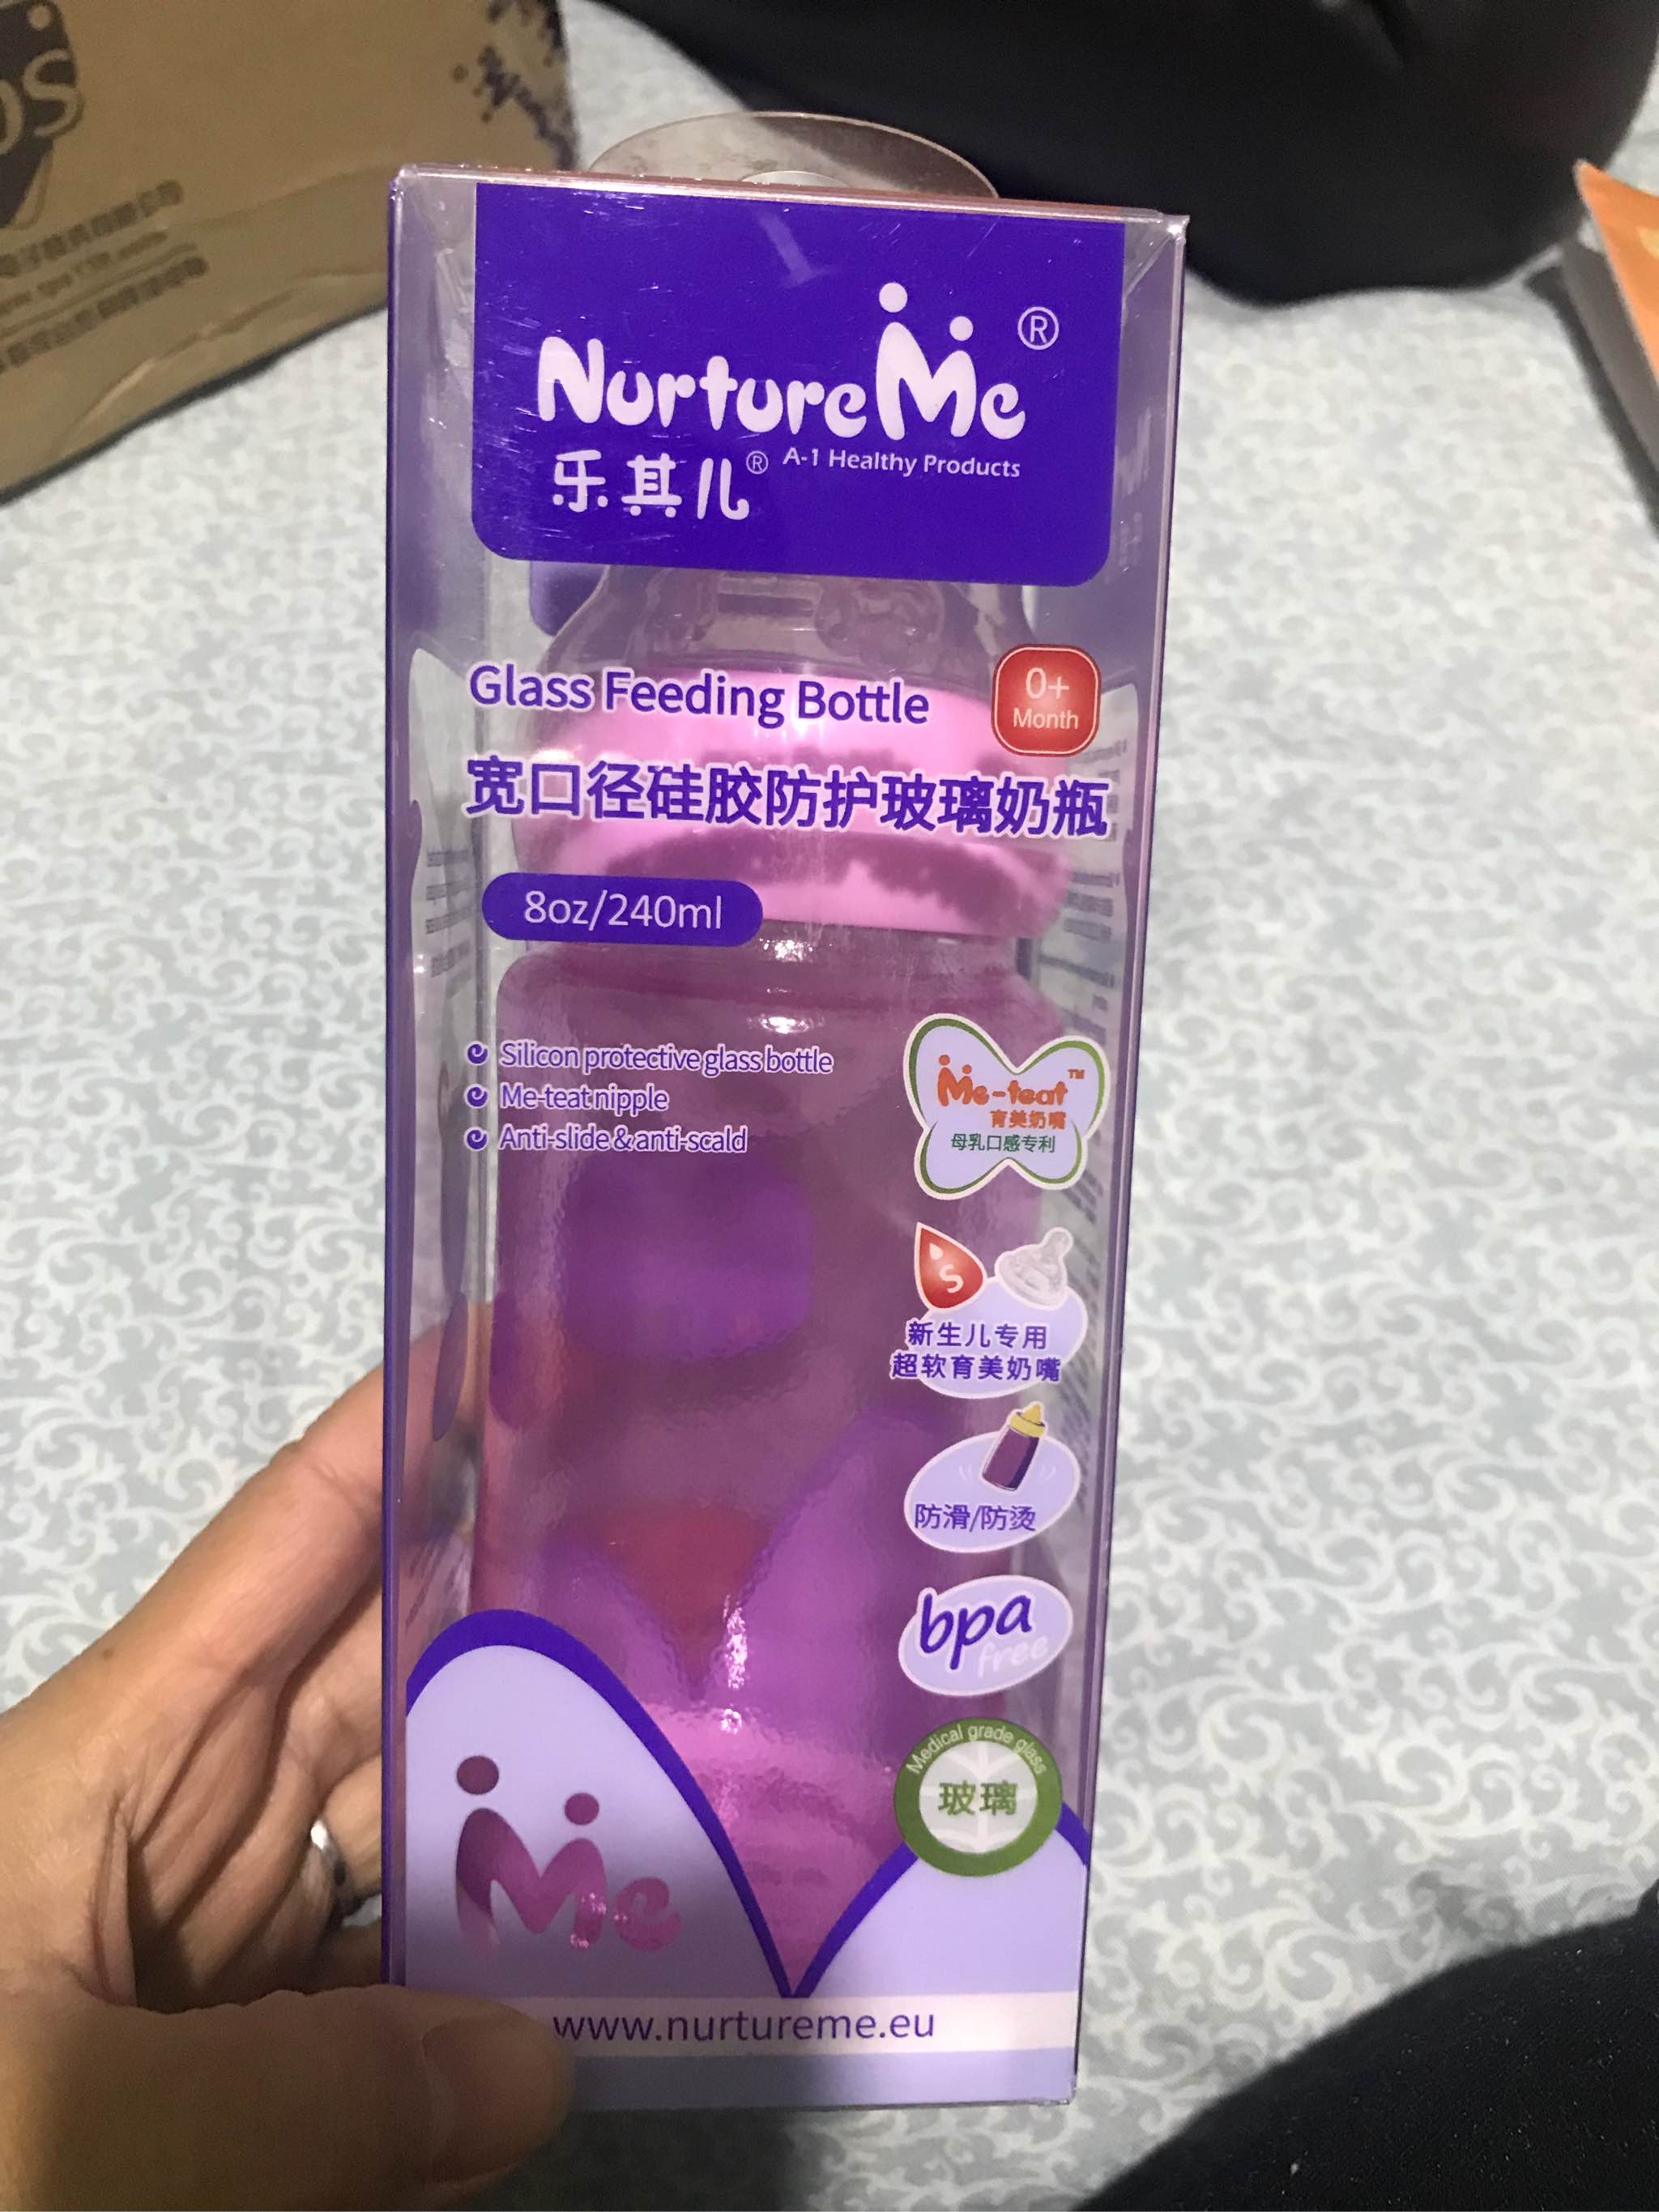 NurtureMe®
乐其儿® A-1 Healthy Products
Glass Feeding Bottle
0+
Month
宽口径硅胶防护玻璃奶瓶
8oz/240ml
Silicon protective glass bottle
Me-teat nipple
Anti-slide & anti-scald
Me-teat™
育美奶嘴
母乳口感专利
S
新生儿专用
超软育美奶嘴
防滑/防烫
bpa
free
Medical grade glass
玻璃
Me
www.nurtureme.eu